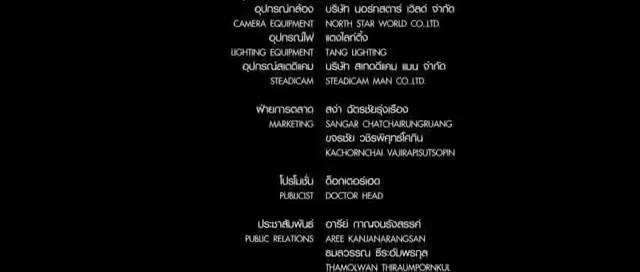 อุปกรณ์กล้อง บริษัท นอร์ทสตาร์ เวิลด์ จำกัด
CAMERA EQUIPMENT NORTH STAR WORLD CO.,LTD.
อุปกรณ์ไฟ แตงไลท์ติ้ง
LIGHTING EQUIPMENT TANG LIGHTING
อุปกรณ์สเตดิแคม บริษัท สเทดดีแคม แมน จำกัด
STEADICAM STEADICAM MAN CO.,LTD.
ฝ่ายการตลาด สง่า ฉัตรชัยรุ่งเรือง
MARKETING SANGAR CHATCHAIRUNGRUANG
ขจรชัย วชิรพิศุทธ์โศภิน
KACHORNCHAI VAJIRAPISUTSOPIN
โปรโมชั่น ด็อกเตอร์เฮด
PUBLICIST DOCTOR HEAD
ประชาสัมพันธ์ อารีย์ กาญจนรังสรรค์
PUBLIC RELATIONS AREE KANJANARANGSAN
ธมลวรรณ ธีระอัมพรกุล
THAMOLWAN THIRAUMPORNKUL